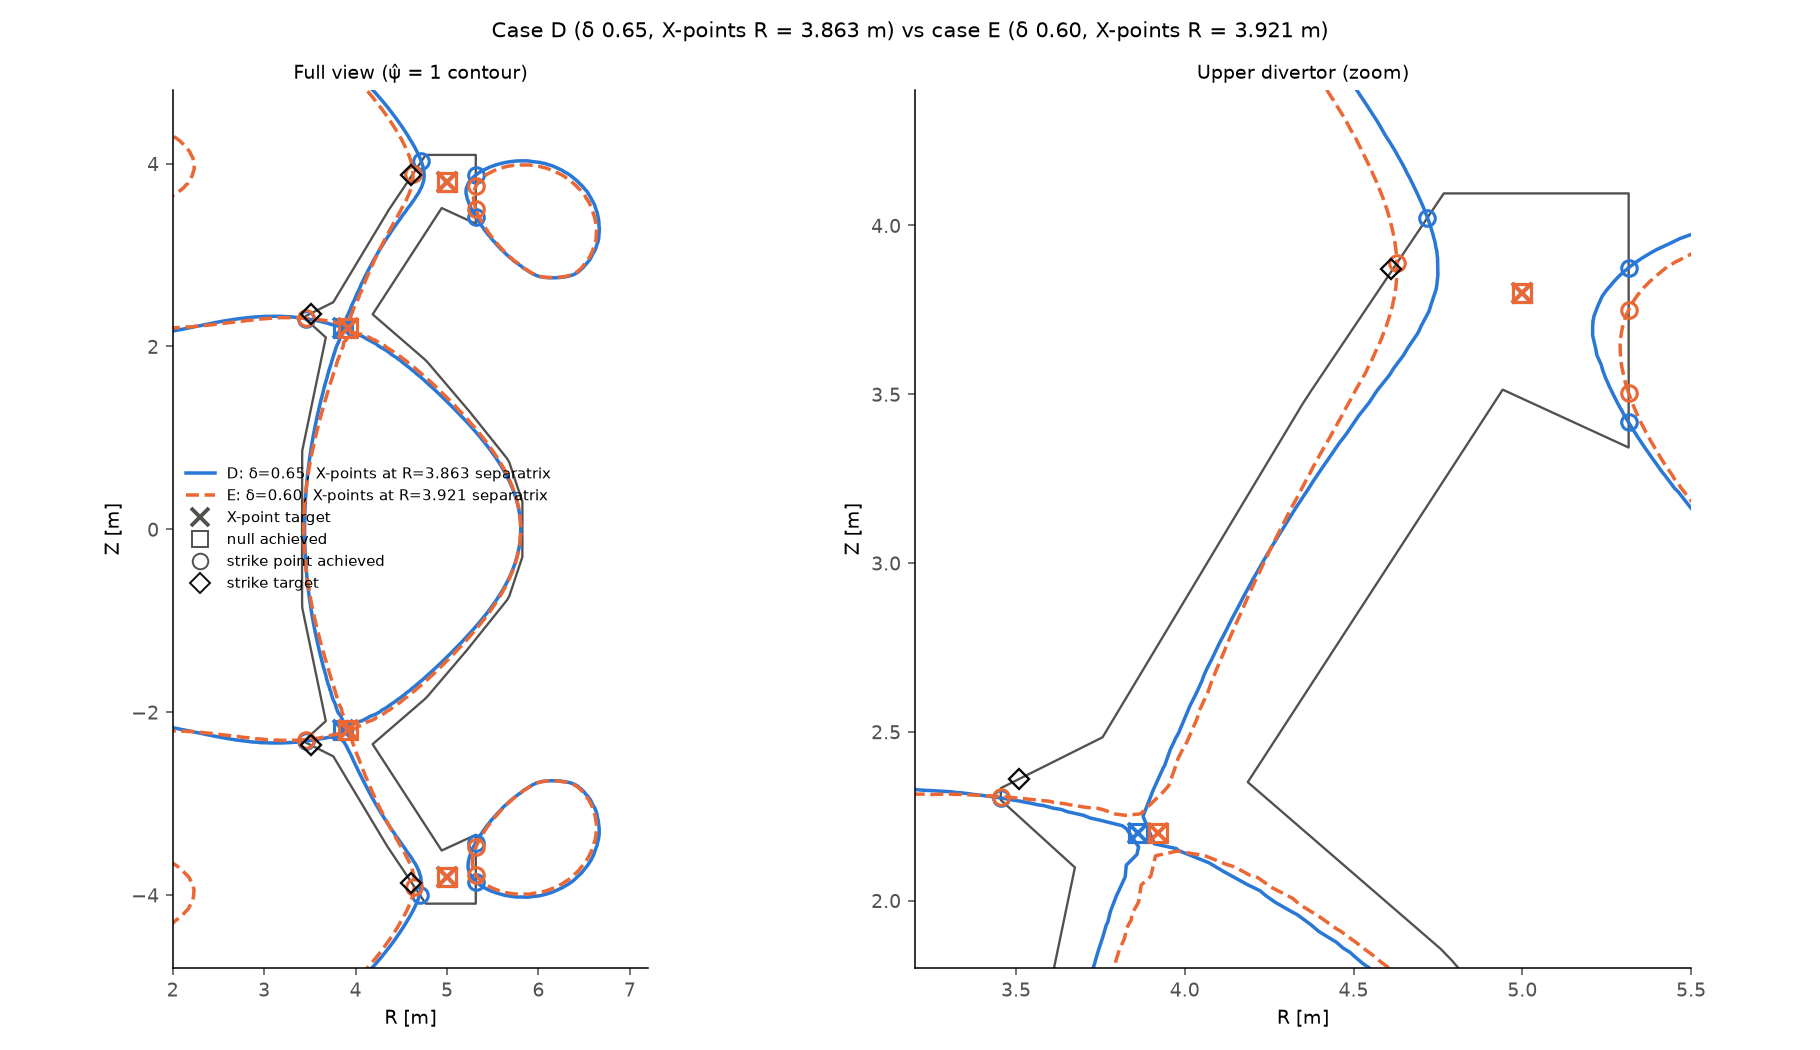 Case D (δ 0.65, X-points R = 3.863 m) vs case E (δ 0.60, X-points R = 3.921 m)
Full view (ψ̂ = 1 contour)
4
2
0
−2
−4
Z [m]
D: δ=0.65, X-points at R=3.863 separatrix
E: δ=0.60, X-points at R=3.921 separatrix
X-point target
null achieved
strike point achieved
strike target
2 3 4 5 6 7
R [m]
Upper divertor (zoom)
4.0
3.5
3.0
2.5
2.0
Z [m]
3.5 4.0 4.5 5.0 5.5
R [m]